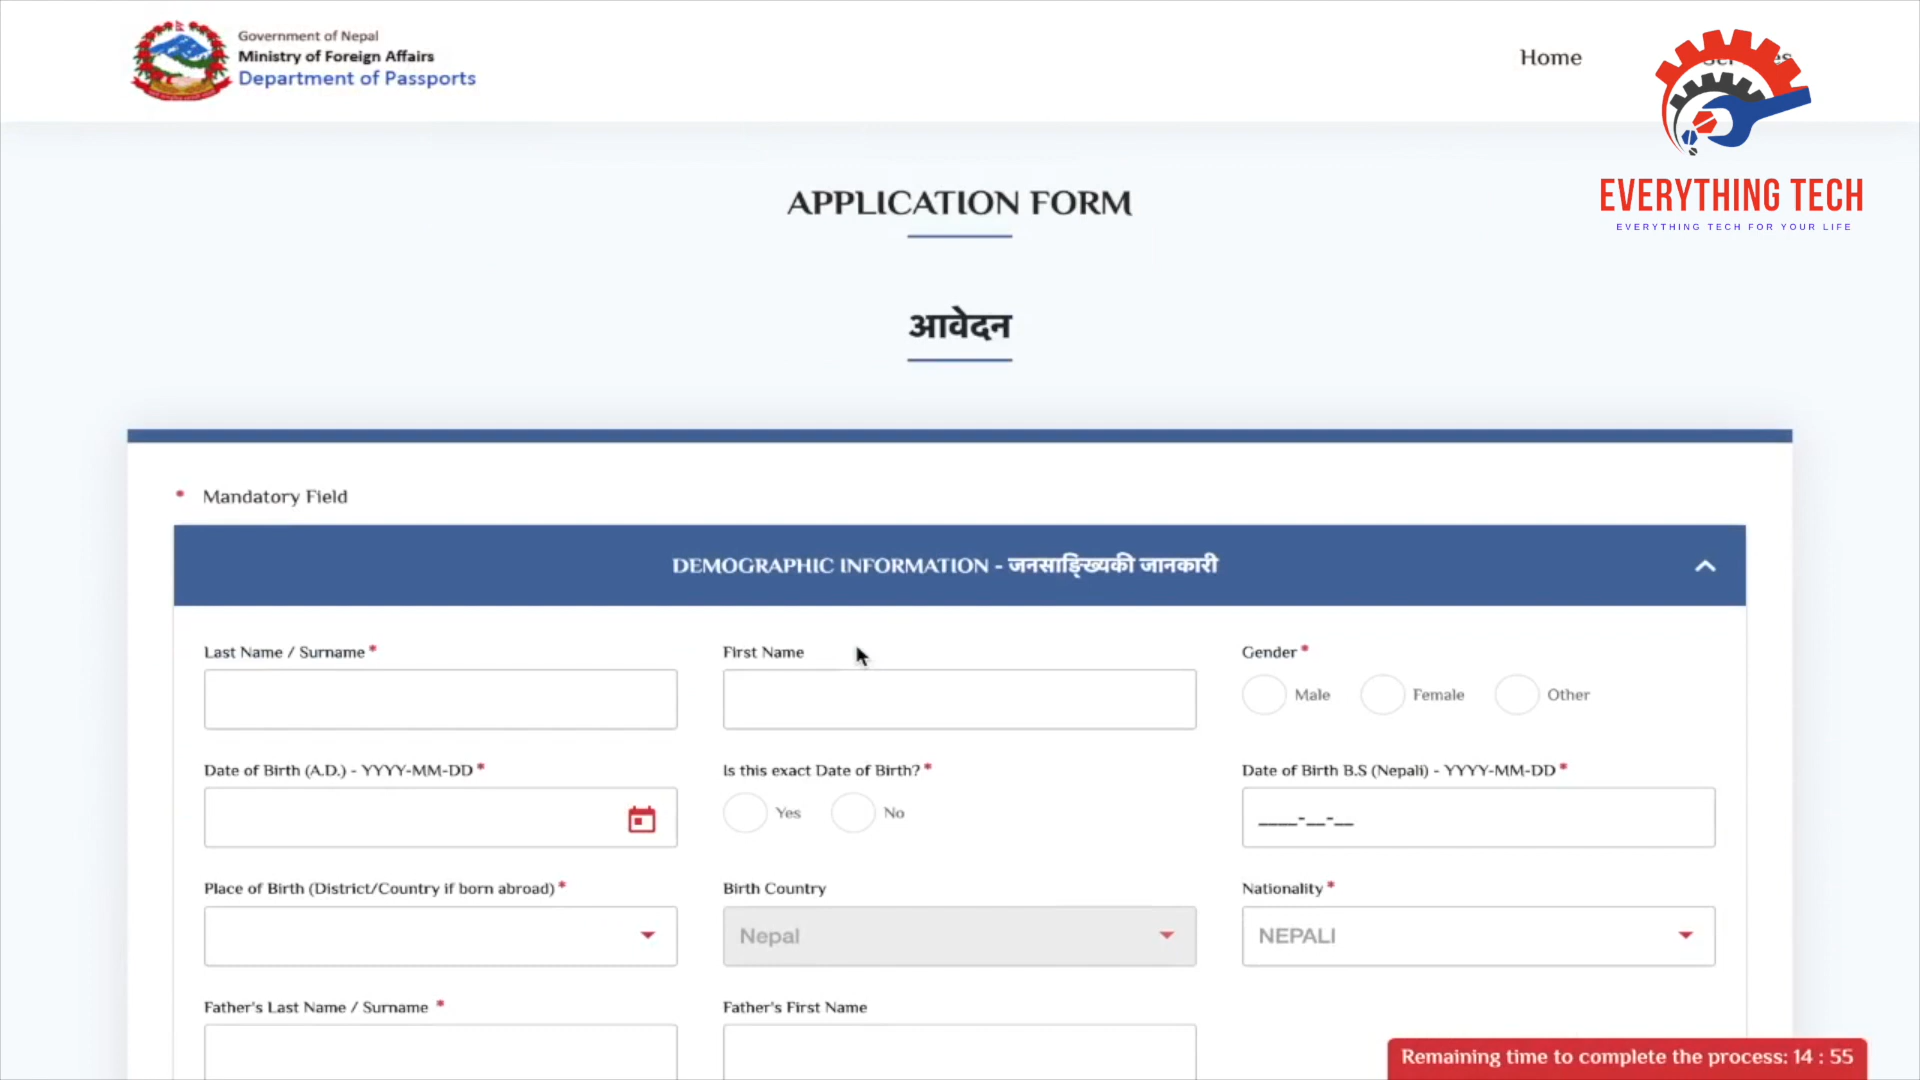 Government of Nepal
Ministry of Foreign Affairs
Department of Passports
Home
EVERYTHING TECH
EVERYTHING TECH FOR YOUR LIFE
APPLICATION FORM
आवेदन
* Mandatory Field
DEMOGRAPHIC INFORMATION - जनसाङ्ख्यिकी जानकारी
Last Name / Surname *
First Name
Gender *
Male Female Other
Date of Birth (A.D.) - YYYY-MM-DD *
Is this exact Date of Birth? *
Yes No
Date of Birth B.S (Nepali) - YYYY-MM-DD *
____-__-__
Place of Birth (District/Country if born abroad) *
Birth Country
Nepal
Nationality *
NEPALI
Father's Last Name / Surname *
Father's First Name
Remaining time to complete the process: 14 : 55